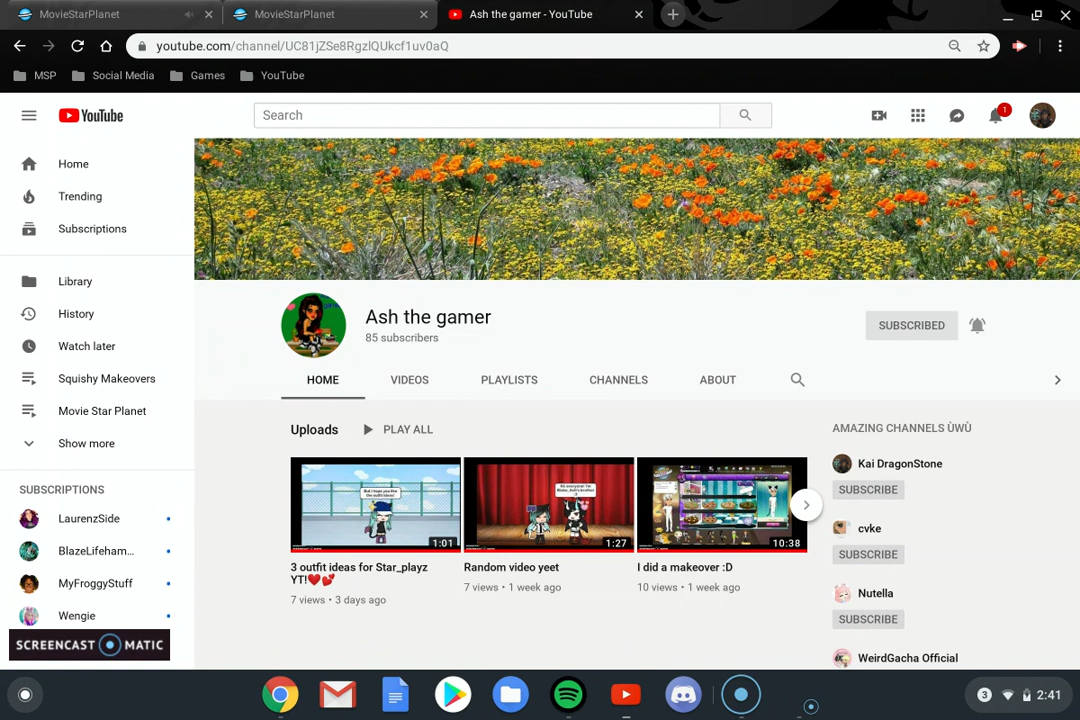 MovieStarPlanet MovieStarPlanet Ash the gamer - YouTube
youtube.com/channel/UC81jZSe8RgzlQUkcf1uv0aQ
MSP Social Media Games YouTube
YouTube Search 1
Home
Trending
Subscriptions
Library
History
Watch later
Squishy Makeovers
Movie Star Planet
Show more
SUBSCRIPTIONS
LaurenzSide
BlazeLifeham...
MyFroggyStuff
Wengie
SCREENCAST MATIC
Ash the gamer
85 subscribers
SUBSCRIBED
HOME VIDEOS PLAYLISTS CHANNELS ABOUT
Uploads PLAY ALL
1:01
3 outfit ideas for Star_playz
YT!❤️💕
7 views • 3 days ago
1:27
Random video yeet
7 views • 1 week ago
10:38
I did a makeover :D
10 views • 1 week ago
AMAZING CHANNELS ÙWÙ
Kai DragonStone
SUBSCRIBE
cvke
SUBSCRIBE
Nutella
SUBSCRIBE
WeirdGacha Official
3 2:41